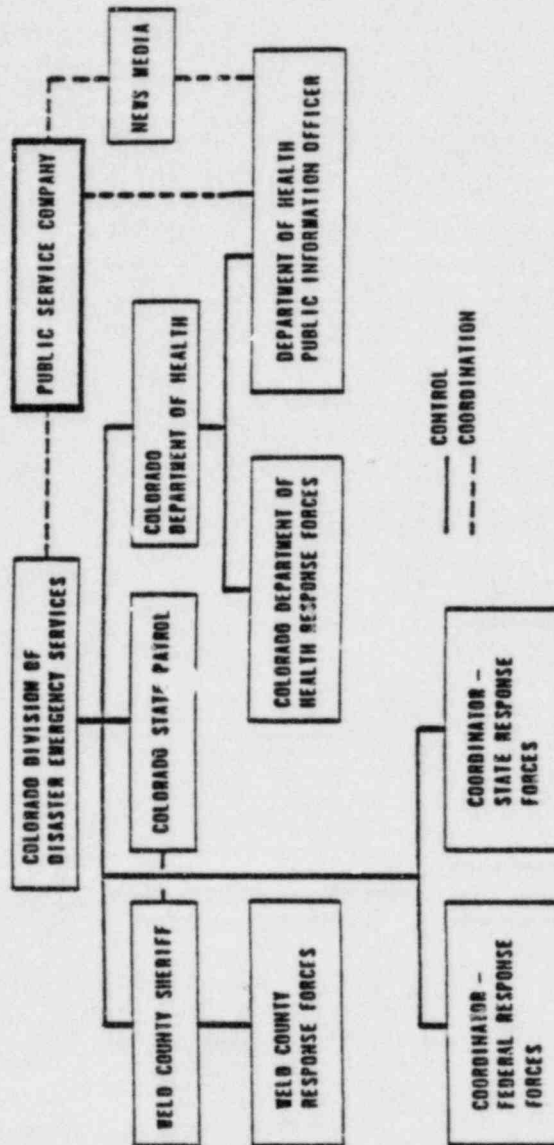 COLORADO DIVISION OF
DISASTER EMERGENCY SERVICES
PUBLIC SERVICE COMPANY
NEWS MEDIA
WELD COUNTY SHERIFF
COLORADO STATE PATROL
COLORADO
DEPARTMENT OF HEALTH
WELD COUNTY
RESPONSE FORCES
COLORADO DEPARTMENT OF
HEALTH RESPONSE FORCES
DEPARTMENT OF HEALTH
PUBLIC INFORMATION OFFICER
COORDINATOR –
FEDERAL RESPONSE
FORCES
COORDINATOR –
STATE RESPONSE
FORCES
CONTROL
COORDINATION